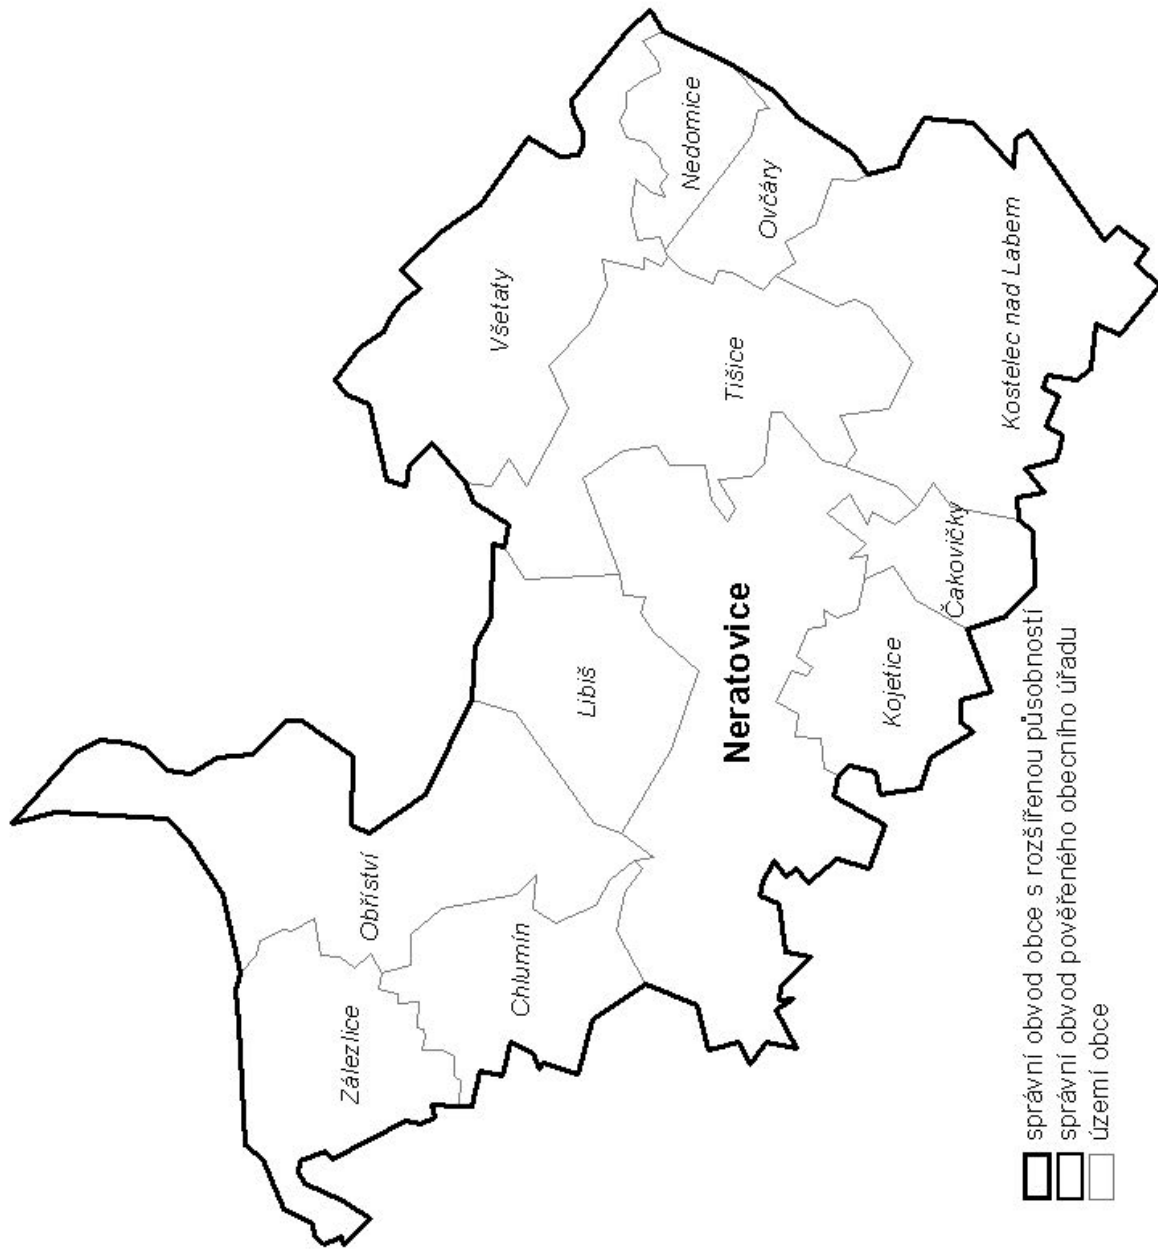 Zálezlice
Obříství
Chlumín
Libiš
Všetaty
Nedomice
Ovčáry
Tišice
Neratovice
Kojetice
Čakovičky
Kostelec nad Labem
správní obvod obce s rozšířenou působností
správní obvod pověřeného obecního úřadu
území obce